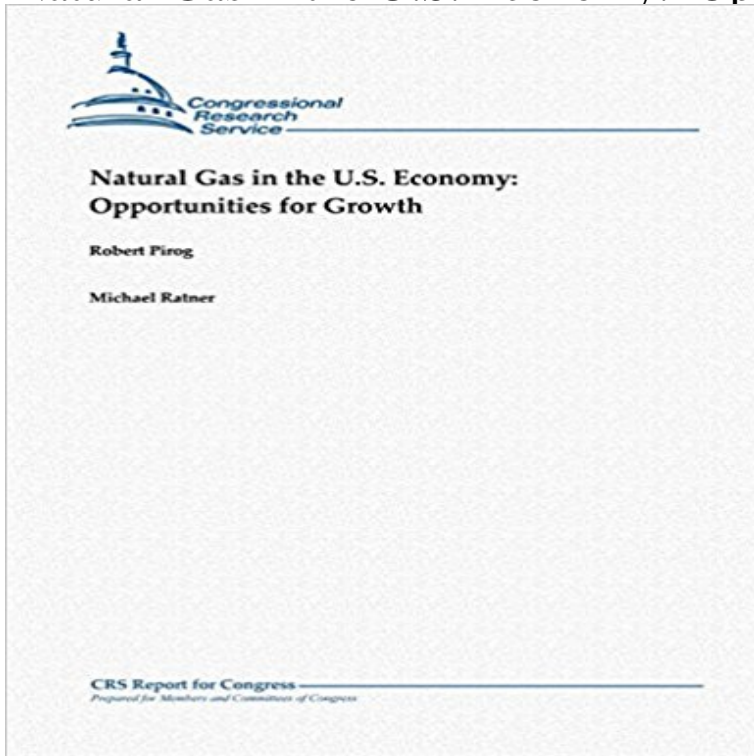 Congressional
Research
Service
Natural Gas in the U.S. Economy:
Opportunities for Growth
Robert Pirog
Michael Ratner
CRS Report for Congress
Prepared for Members and Committees of Congress